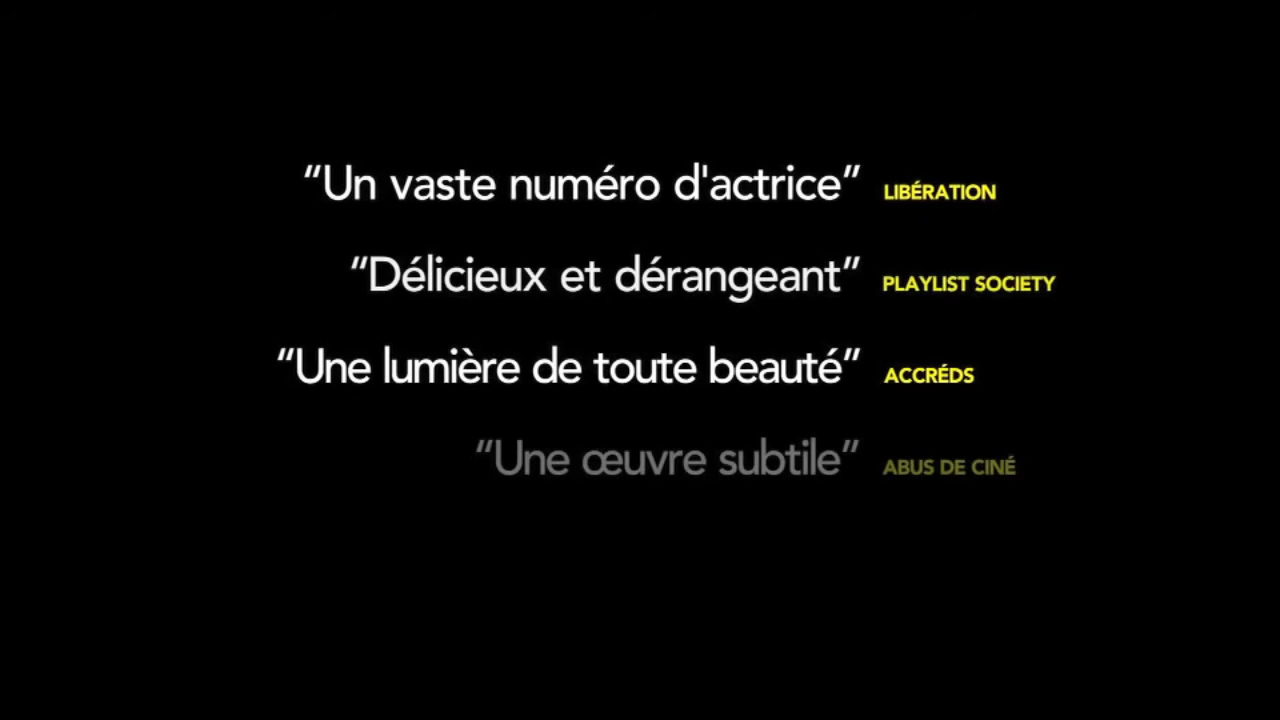 “Un vaste numéro d'actrice” LIBÉRATION
“Délicieux et dérangeant” PLAYLIST SOCIETY
“Une lumière de toute beauté” ACCRÉDS
“Une œuvre subtile” ABUS DE CINÉ